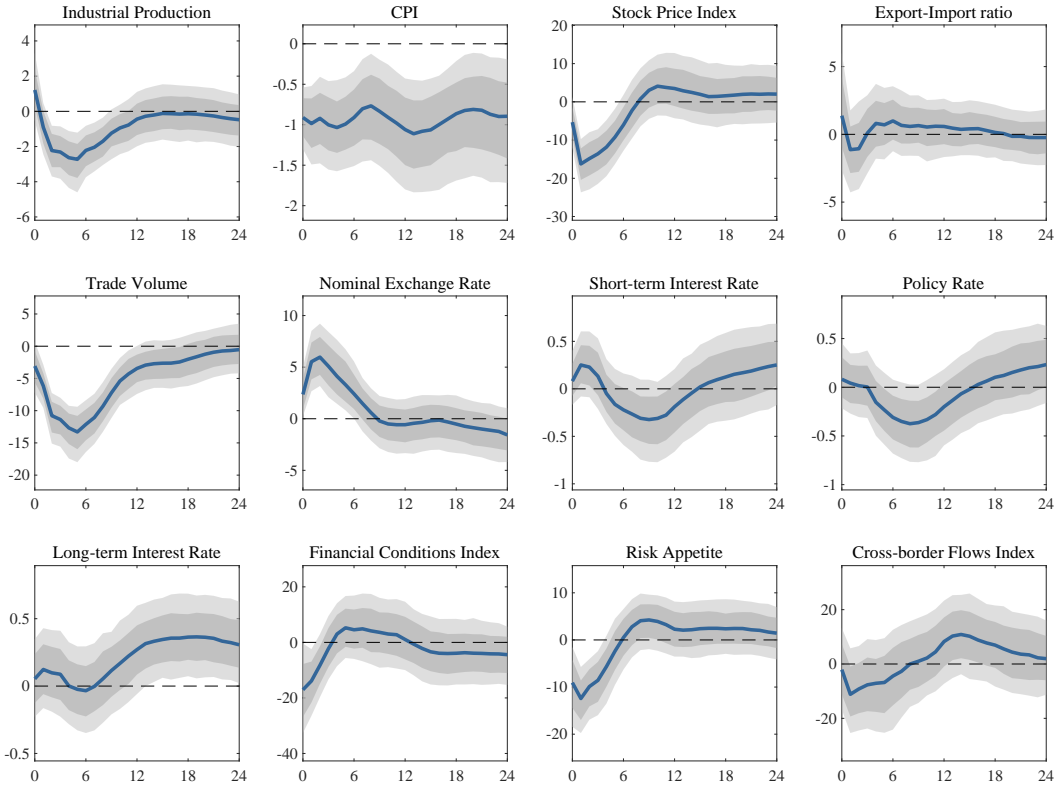 Industrial Production
4
2
0
-2
-4
-6
0 6 12 18 24
CPI
0
-0.5
-1
-1.5
-2
0 6 12 18 24
Stock Price Index
20
10
0
-10
-20
-30
0 6 12 18 24
Export-Import ratio
5
0
-5
0 6 12 18 24
Trade Volume
5
0
-5
-10
-15
-20
0 6 12 18 24
Nominal Exchange Rate
10
5
0
-5
0 6 12 18 24
Short-term Interest Rate
0.5
0
-0.5
-1
0 6 12 18 24
Policy Rate
0.5
0
-0.5
-1
0 6 12 18 24
Long-term Interest Rate
0.5
0
-0.5
0 6 12 18 24
Financial Conditions Index
20
0
-20
-40
0 6 12 18 24
Risk Appetite
10
0
-10
-20
0 6 12 18 24
Cross-border Flows Index
20
0
-20
0 6 12 18 24